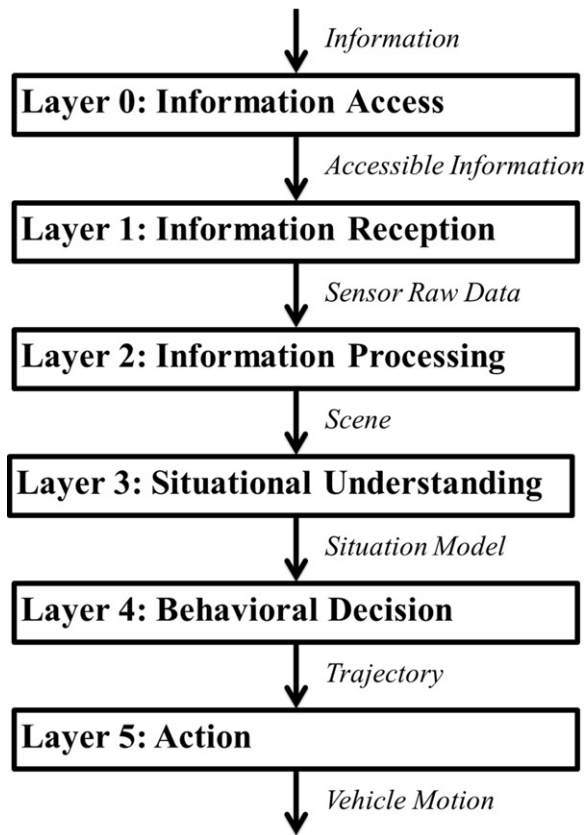 Information
Layer 0: Information Access
Accessible Information
Layer 1: Information Reception
Sensor Raw Data
Layer 2: Information Processing
Scene
Layer 3: Situational Understanding
Situation Model
Layer 4: Behavioral Decision
Trajectory
Layer 5: Action
Vehicle Motion